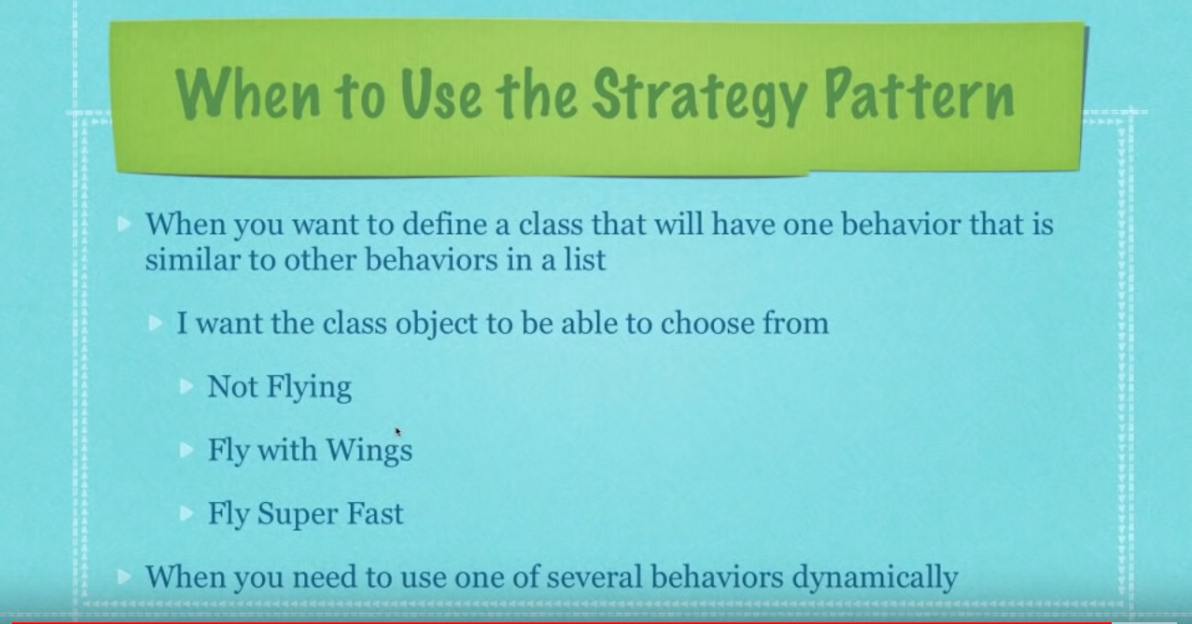 When to Use the Strategy Pattern
When you want to define a class that will have one behavior that is
similar to other behaviors in a list
I want the class object to be able to choose from
Not Flying
Fly with Wings
Fly Super Fast
When you need to use one of several behaviors dynamically